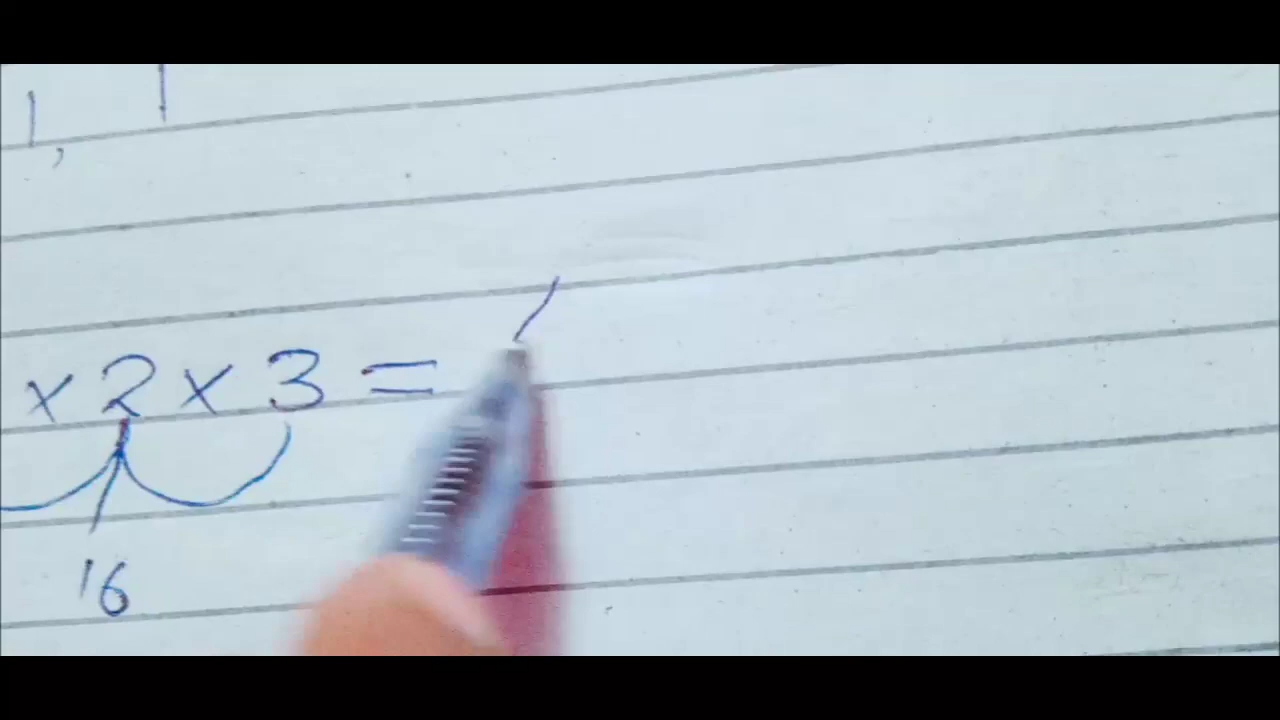 1, 1
× 2 × 3 =
16